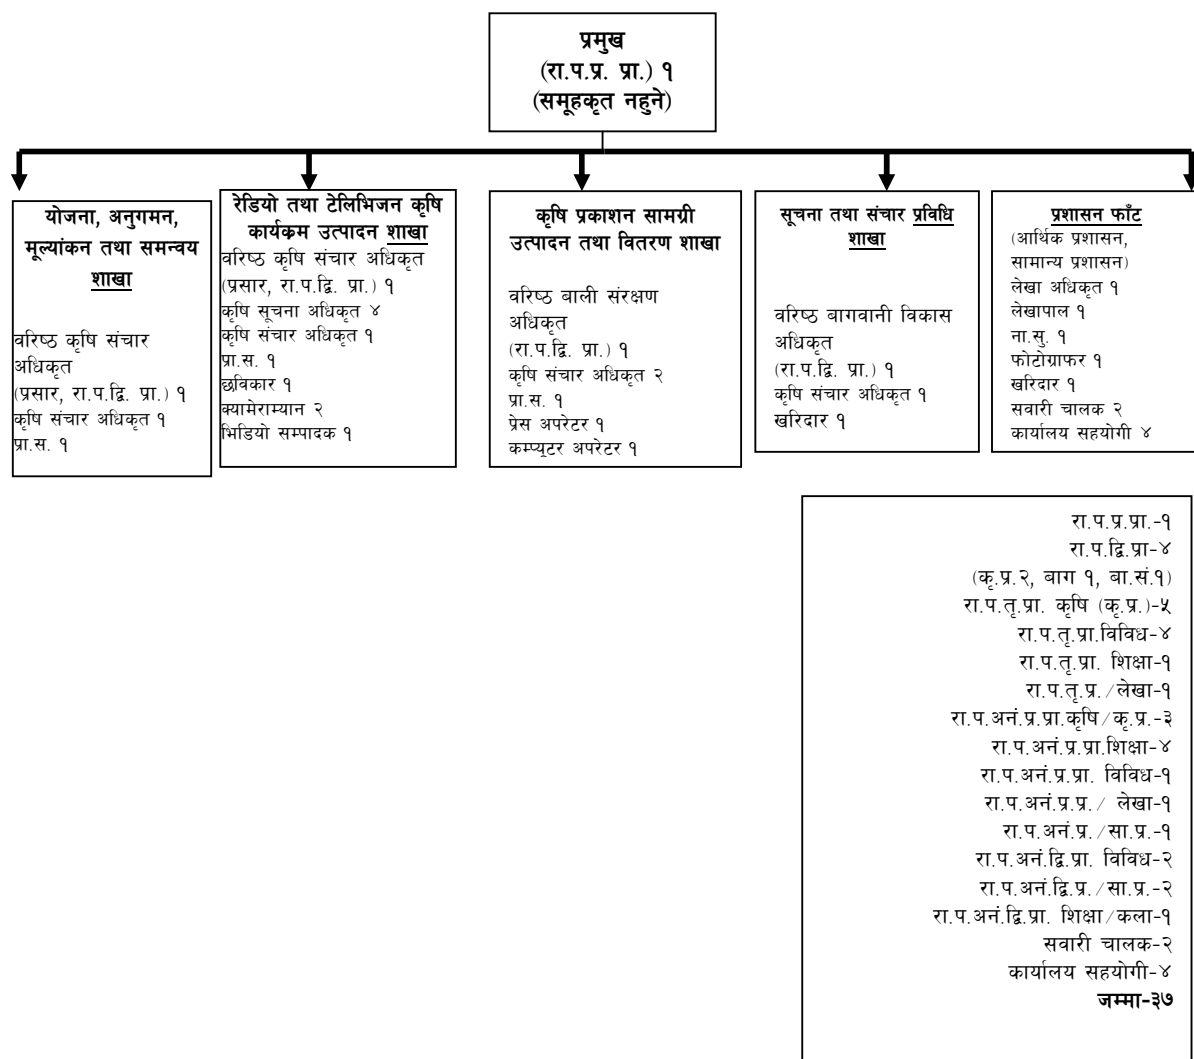 प्रमुख
(रा.प.प्र. प्रा.) १
(समूहकृत नहुने)
योजना, अनुगमन,
मूल्यांकन तथा समन्वय
शाखा
वरिष्ठ कृषि संचार
अधिकृत
(प्रसार, रा.प.द्वि. प्रा.) १
कृषि संचार अधिकृत १
प्रा.स. १
रेडियो तथा टेलिभिजन कृषि
कार्यक्रम उत्पादन शाखा
वरिष्ठ कृषि संचार अधिकृत
(प्रसार, रा.प.द्वि. प्रा.) १
कृषि सूचना अधिकृत ४
कृषि संचार अधिकृत १
प्रा.स. १
छविकार १
क्यामेराम्यान २
भिडियो सम्पादक १
कृषि प्रकाशन सामग्री
उत्पादन तथा वितरण शाखा
वरिष्ठ बाली संरक्षण
अधिकृत
(रा.प.द्वि. प्रा.) १
कृषि संचार अधिकृत २
प्रा.स. १
प्रेस अपरेटर १
कम्प्यूटर अपरेटर १
सूचना तथा संचार प्रविधि
शाखा
वरिष्ठ बागवानी विकास
अधिकृत
(रा.प.द्वि. प्रा.) १
कृषि संचार अधिकृत १
खरिदार १
प्रशासन फाँट
(आर्थिक प्रशासन,
सामान्य प्रशासन)
लेखा अधिकृत १
लेखापाल १
ना.सु. १
फोटोग्राफर १
खरिदार १
सवारी चालक २
कार्यालय सहयोगी ४
रा.प.प्र.प्रा.-१
रा.प.द्वि.प्रा-४
(कृ.प्र.२, बाग १, बा.सं.१)
रा.प.तृ.प्रा. कृषि (कृ.प्र.)-५
रा.प.तृ.प्रा.विविध-४
रा.प.तृ.प्रा. शिक्षा-१
रा.प.तृ.प्र./लेखा-१
रा.प.अनं.प्र.प्रा.कृषि/कृ.प्र.-३
रा.प.अनं.प्र.प्रा.शिक्षा-४
रा.प.अनं.प्र.प्रा. विविध-१
रा.प.अनं.प्र.प्र./ लेखा-१
रा.प.अनं.प्र./सा.प्र.-१
रा.प.अनं.द्वि.प्रा. विविध-२
रा.प.अनं.द्वि.प्र./सा.प्र.-२
रा.प.अनं.द्वि.प्रा. शिक्षा/कला-१
सवारी चालक-२
कार्यालय सहयोगी-४
जम्मा-३७